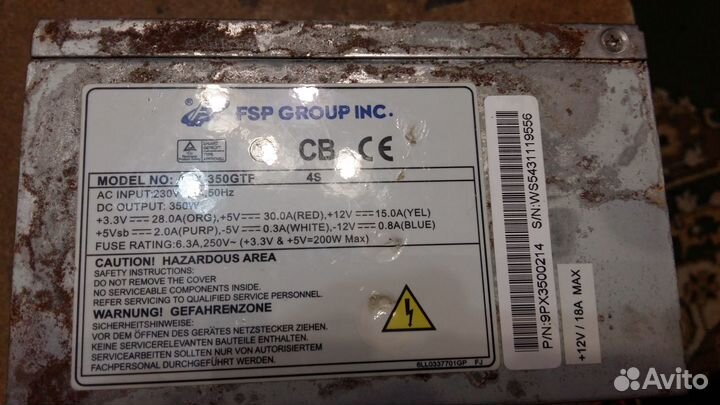 FSP GROUP INC.
CB CE
MODEL NO: 350GTF 4S
AC INPUT:230V 50Hz
DC OUTPUT: 350W
+3.3V 28.0A(ORG), +5V 30.0A(RED), +12V 15.0A(YEL)
+5Vsb 2.0A(PURP), -5V 0.3A(WHITE), -12V 0.8A(BLUE)
FUSE RATING: 6.3A,250V~ (+3.3V & +5V=200W Max)
CAUTION! HAZARDOUS AREA
SAFETY INSTRUCTIONS:
DO NOT REMOVE THE COVER
NO SERVICEABLE COMPONENTS INSIDE.
REFER SERVICING TO QUALIFIED SERVICE PERSONNEL.
WARNUNG! GEFAHRENZONE
SICHERHEITSHINWEISE:
VOR DEM ÖFFNEN DES GERÄTES NETZSTECKER ZIEHEN.
SERVICERELEVANTEN BAUTEILE ENTHALTEN.
SERVICEARBEITEN SOLLTEN NUR VON AUTORISIERTEM
FACHPERSONAL DURCHGEFÜHRT WERDEN.
6LL0337701GP PJ
P/N:9PX3500214 S/N:WS5431119556
+12V / 18A MAX
Avito